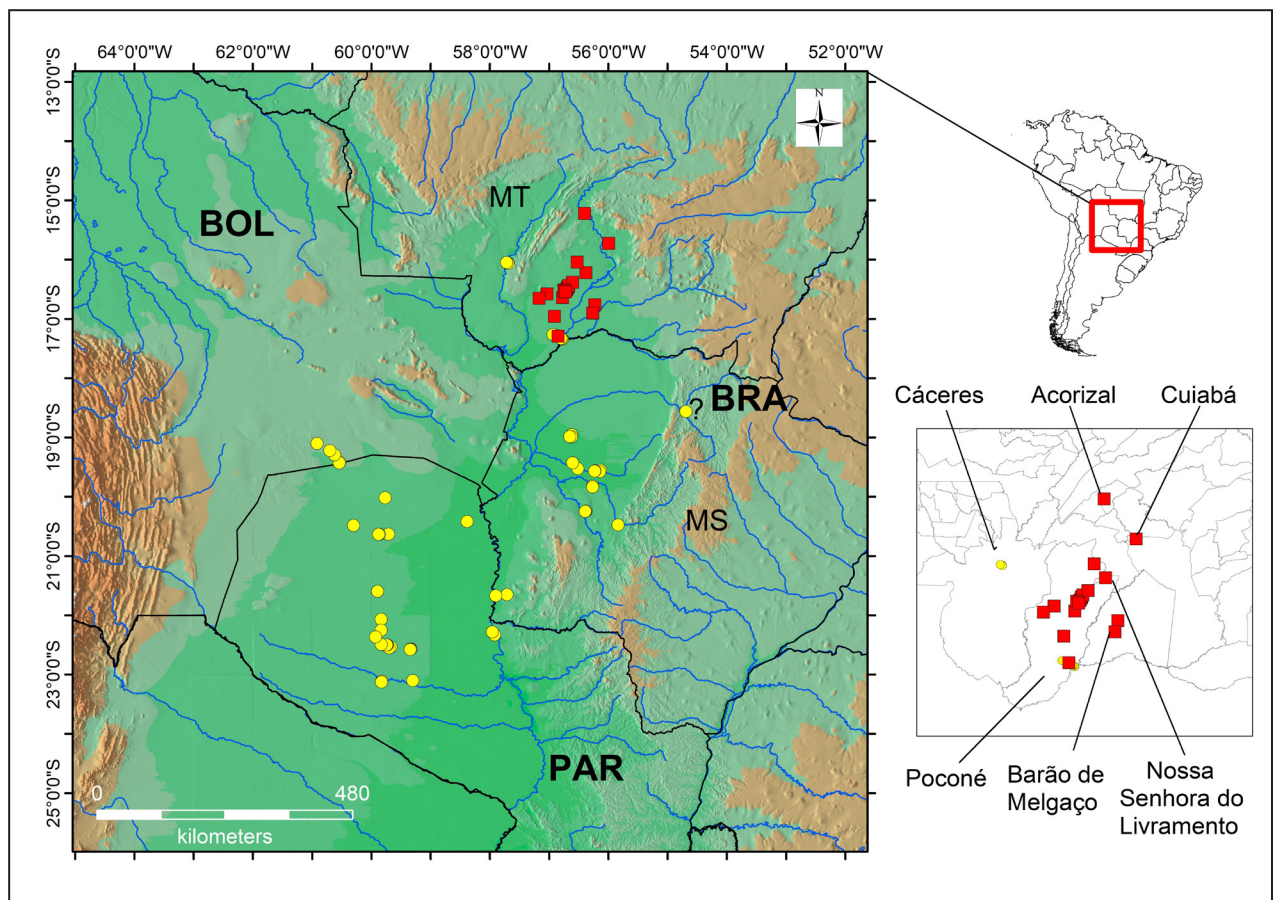 64°0'0"W 62°0'0"W 60°0'0"W 58°0'0"W 56°0'0"W 54°0'0"W 52°0'0"W
13°0'0"S
15°0'0"S
17°0'0"S
19°0'0"S
21°0'0"S
23°0'0"S
25°0'0"S
N
MT
BOL
?
BRA
MS
PAR
0 480
kilometers
Cáceres
Acorizal
Cuiabá
Poconé
Barão de
Melgaço
Nossa
Senhora do
Livramento